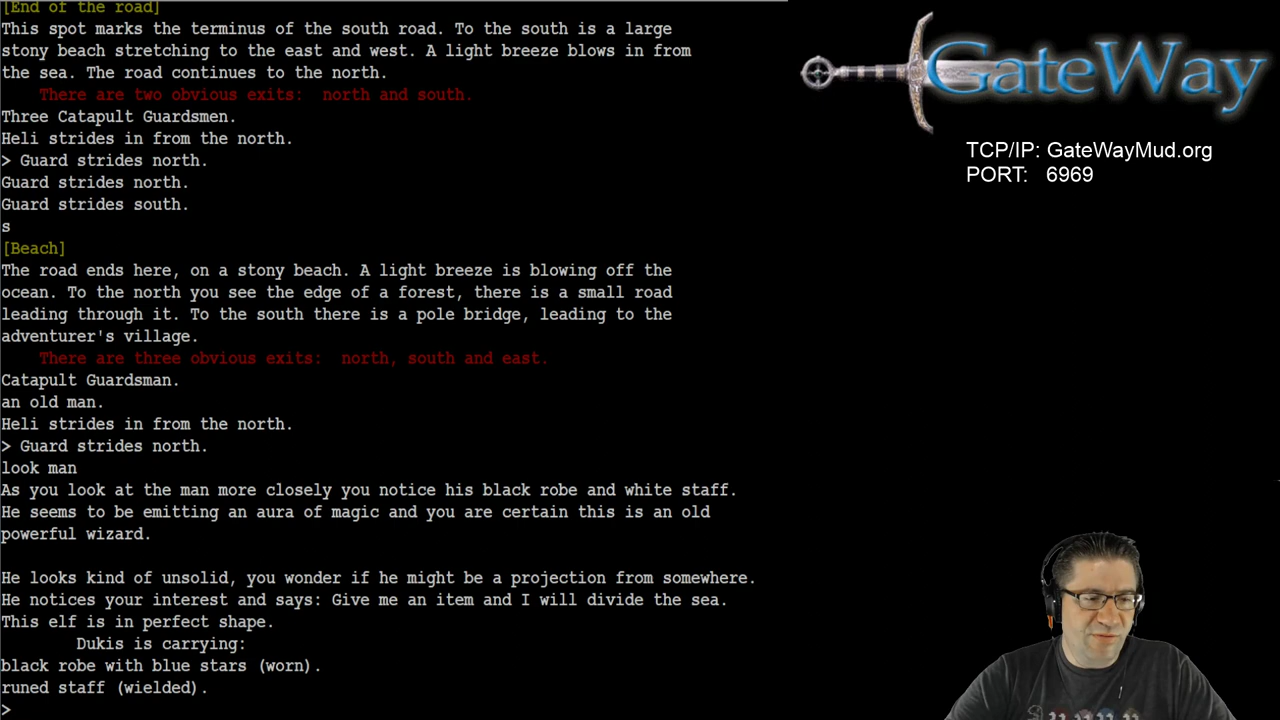 [End of the road]
This spot marks the terminus of the south road. To the south is a large
stony beach stretching to the east and west. A light breeze blows in from
the sea. The road continues to the north.
There are two obvious exits: north and south.
Three Catapult Guardsmen.
Heli strides in from the north.
> Guard strides north.
Guard strides north.
Guard strides south.
s
[Beach]
The road ends here, on a stony beach. A light breeze is blowing off the
ocean. To the north you see the edge of a forest, there is a small road
leading through it. To the south there is a pole bridge, leading to the
adventurer's village.
There are three obvious exits: north, south and east.
Catapult Guardsman.
an old man.
Heli strides in from the north.
> Guard strides north.
look man
As you look at the man more closely you notice his black robe and white staff.
He seems to be emitting an aura of magic and you are certain this is an old
powerful wizard.
He looks kind of unsolid, you wonder if he might be a projection from somewhere.
He notices your interest and says: Give me an item and I will divide the sea.
This elf is in perfect shape.
Dukis is carrying:
black robe with blue stars (worn).
runed staff (wielded).
>
GateWay
TCP/IP: GateWayMud.org
PORT: 6969